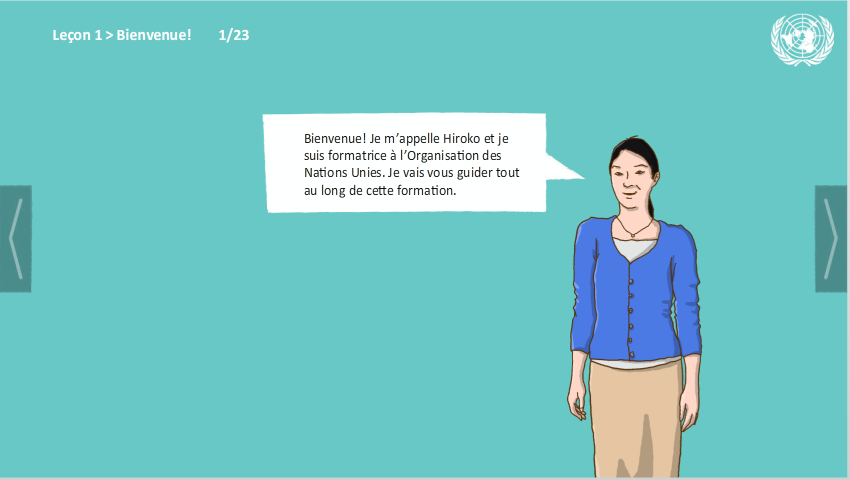 Leçon 1 > Bienvenue! 1/23
Bienvenue! Je m’appelle Hiroko et je
suis formatrice à l’Organisation des
Nations Unies. Je vais vous guider tout
au long de cette formation.